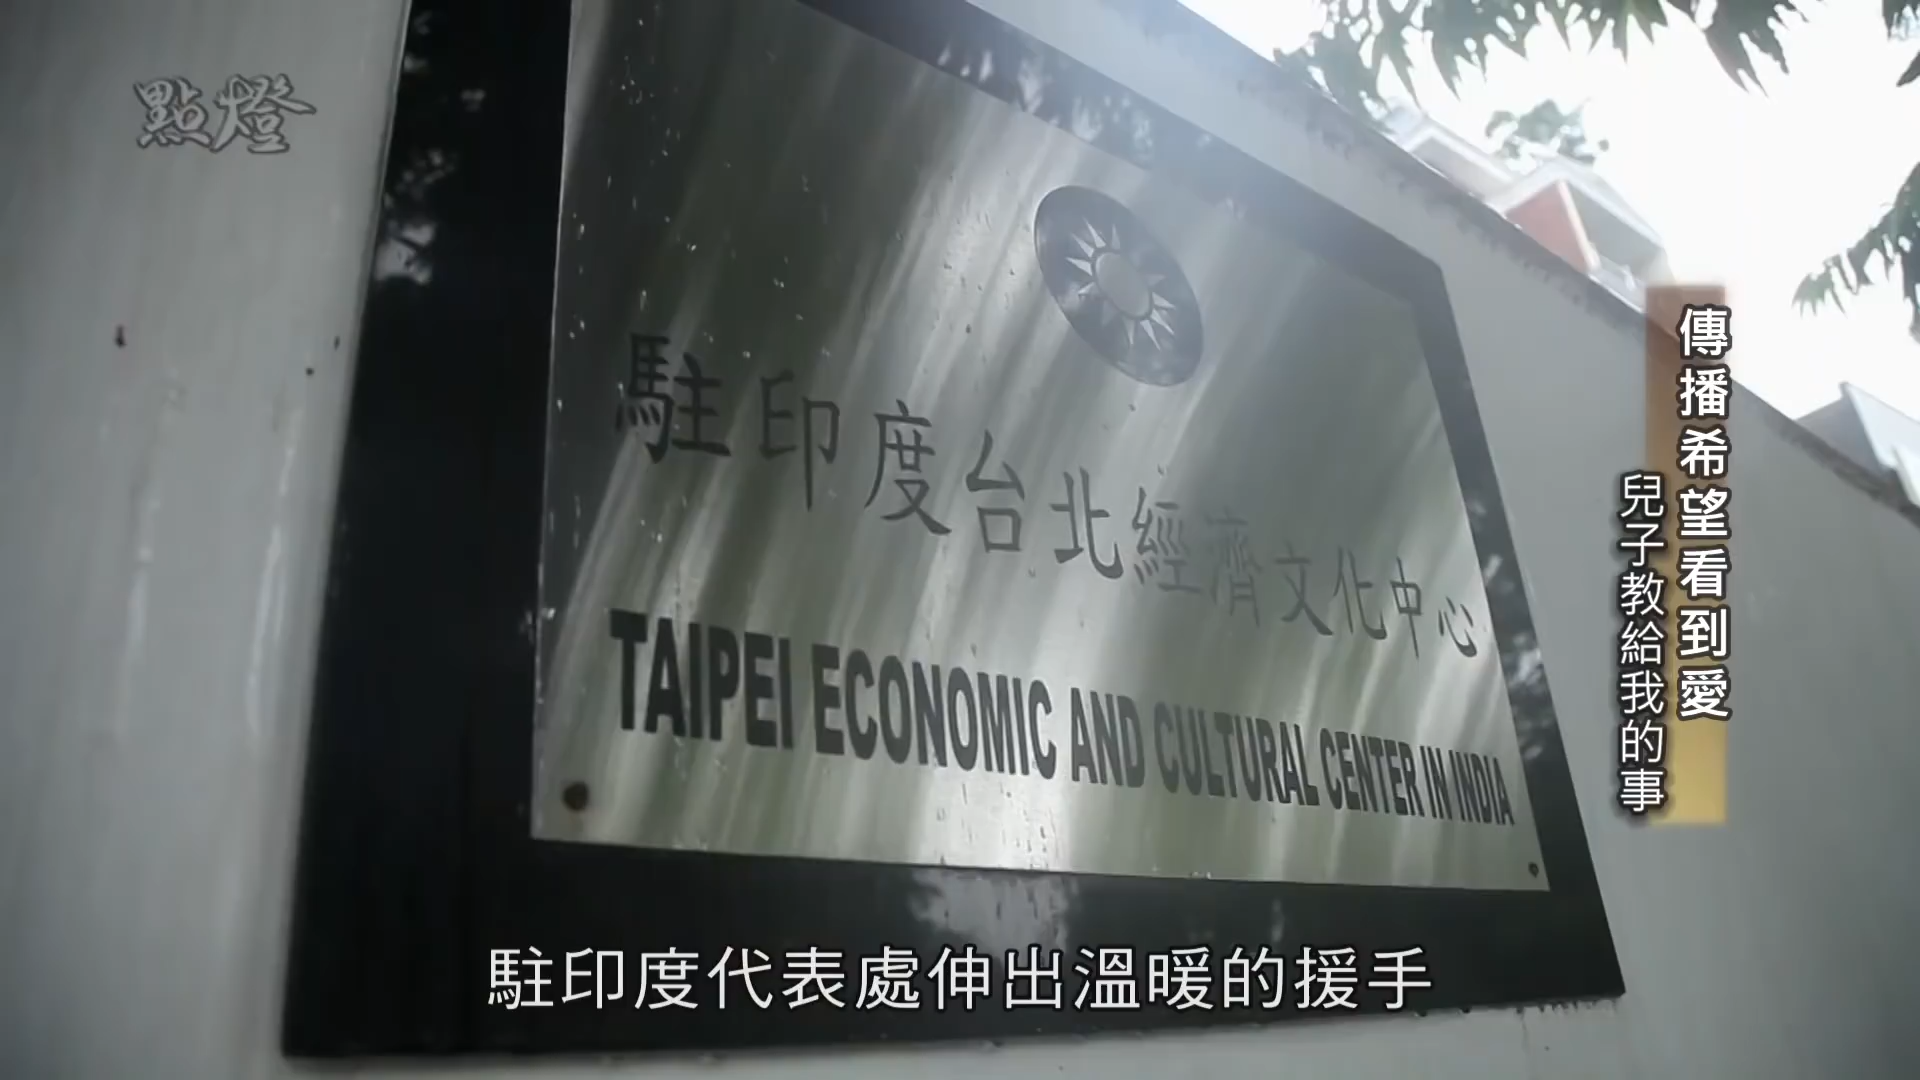 點燈
駐印度台北經濟文化中心
TAIPEI ECONOMIC AND CULTURAL CENTER IN INDIA
傳播希望看到愛
兒子教給我的事
駐印度代表處伸出溫暖的援手